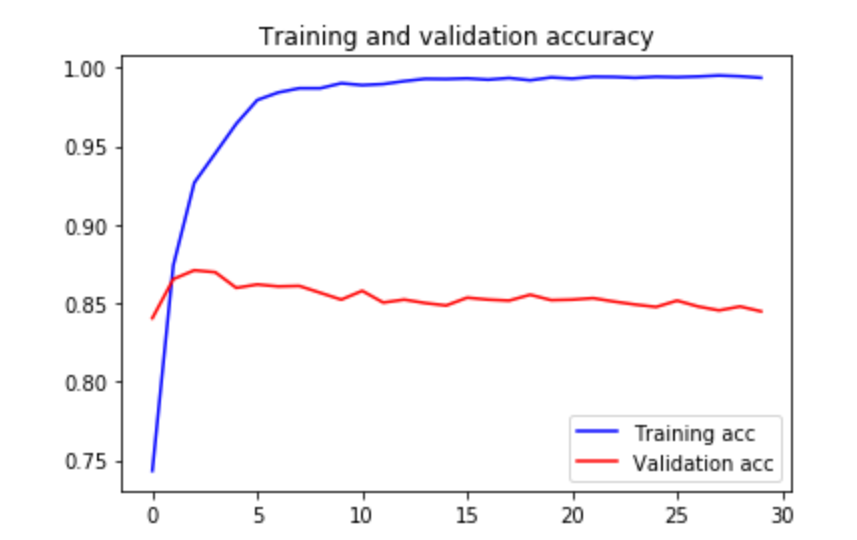 Training and validation accuracy
1.00
0.95
0.90
0.85
0.80
0.75
Training acc
Validation acc
0 5 10 15 20 25 30